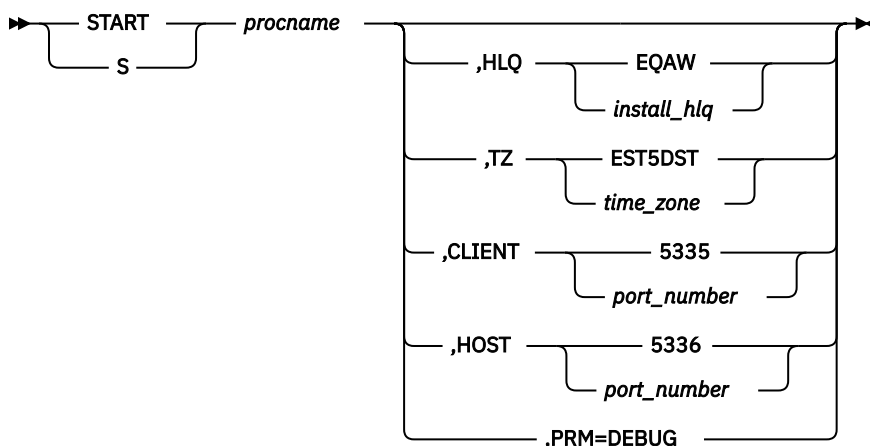 START procname
S
,HLQ EQAW
install_hlq
,TZ EST5DST
time_zone
,CLIENT 5335
port_number
,HOST 5336
port_number
,PRM=DEBUG